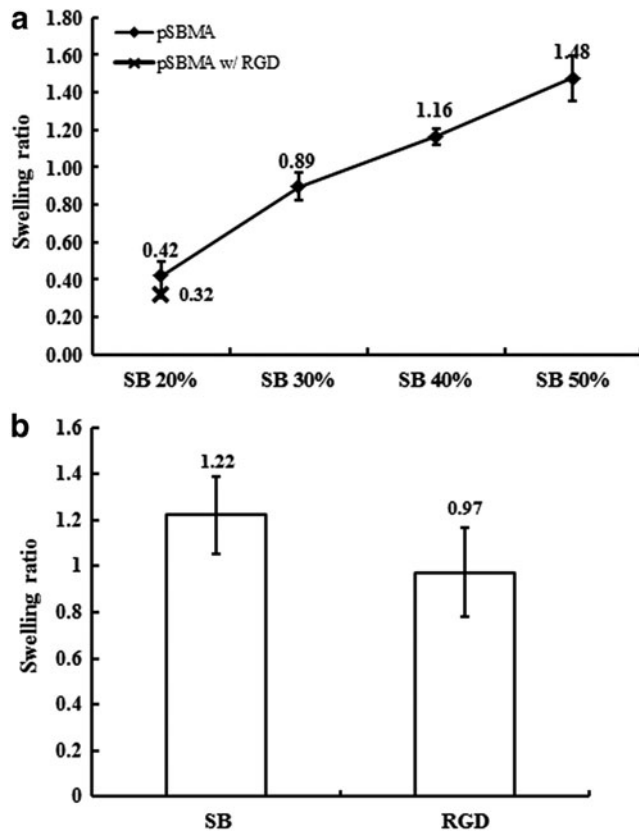 a
pSBMA
pSBMA w/ RGD
Swelling ratio
1.80
1.60
1.40
1.20
1.00
0.80
0.60
0.40
0.20
0.00
0.42
0.32
0.89
1.16
1.48
SB 20%
SB 30%
SB 40%
SB 50%
b
Swelling ratio
1.6
1.4
1.2
1
0.8
0.6
0.4
0.2
0
1.22
0.97
SB
RGD